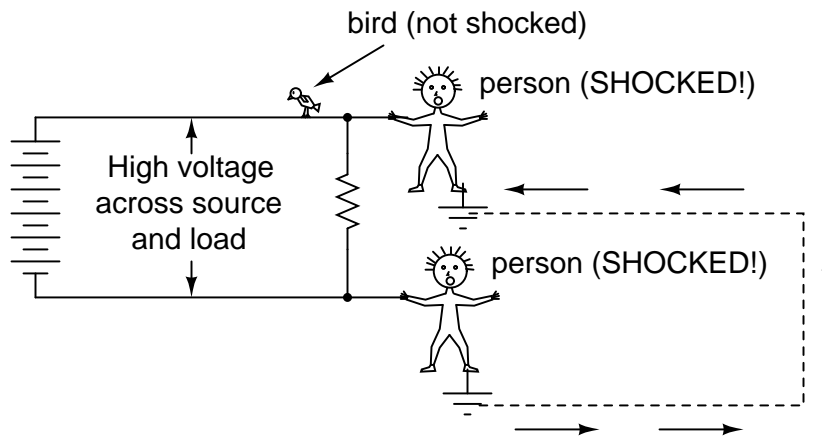 bird (not shocked)
person (SHOCKED!)
High voltage
across source
and load
person (SHOCKED!)